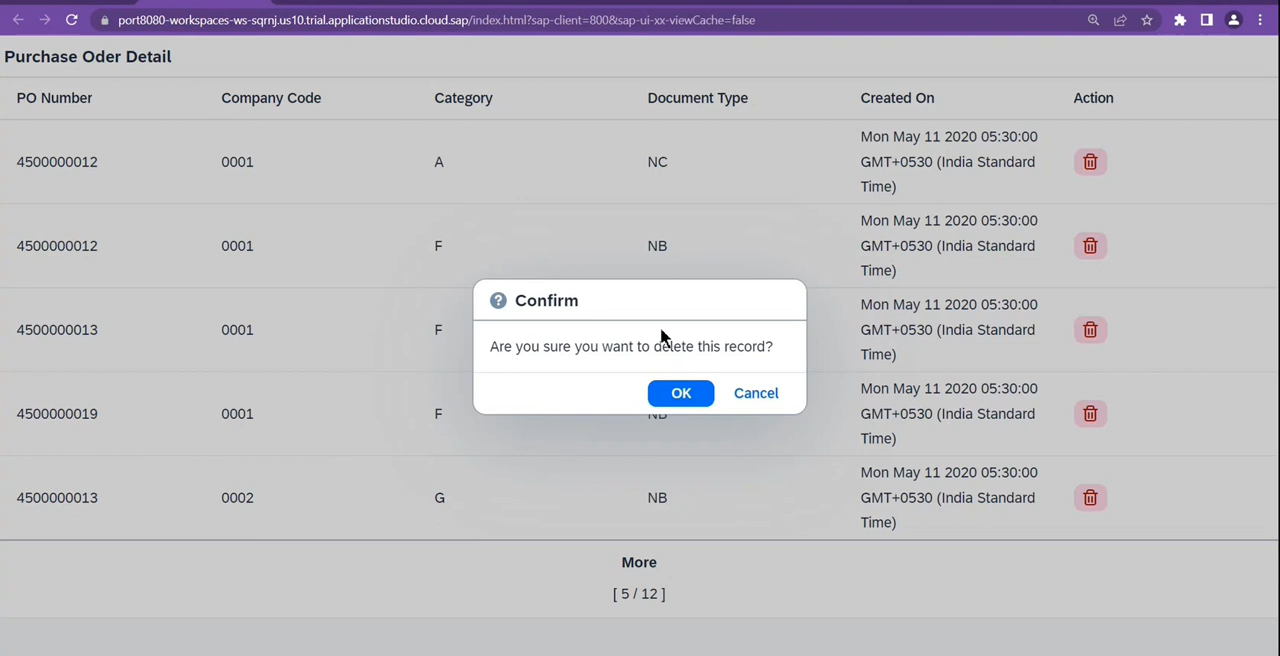 port8080-workspaces-ws-sqrnj.us10.trial.applicationstudio.cloud.sap/index.html?sap-client=800&sap-ui-xx-viewCache=false
Purchase Oder Detail
PO Number Company Code Category Document Type Created On Action
4500000012 0001 A NC Mon May 11 2020 05:30:00
GMT+0530 (India Standard
Time)
4500000012 0001 F NB Mon May 11 2020 05:30:00
GMT+0530 (India Standard
Time)
4500000013 0001 F Mon May 11 2020 05:30:00
GMT+0530 (India Standard
Time)
4500000019 0001 F NB Mon May 11 2020 05:30:00
GMT+0530 (India Standard
Time)
4500000013 0002 G NB Mon May 11 2020 05:30:00
GMT+0530 (India Standard
Time)
Confirm
Are you sure you want to delete this record?
OK Cancel
More
[ 5 / 12 ]